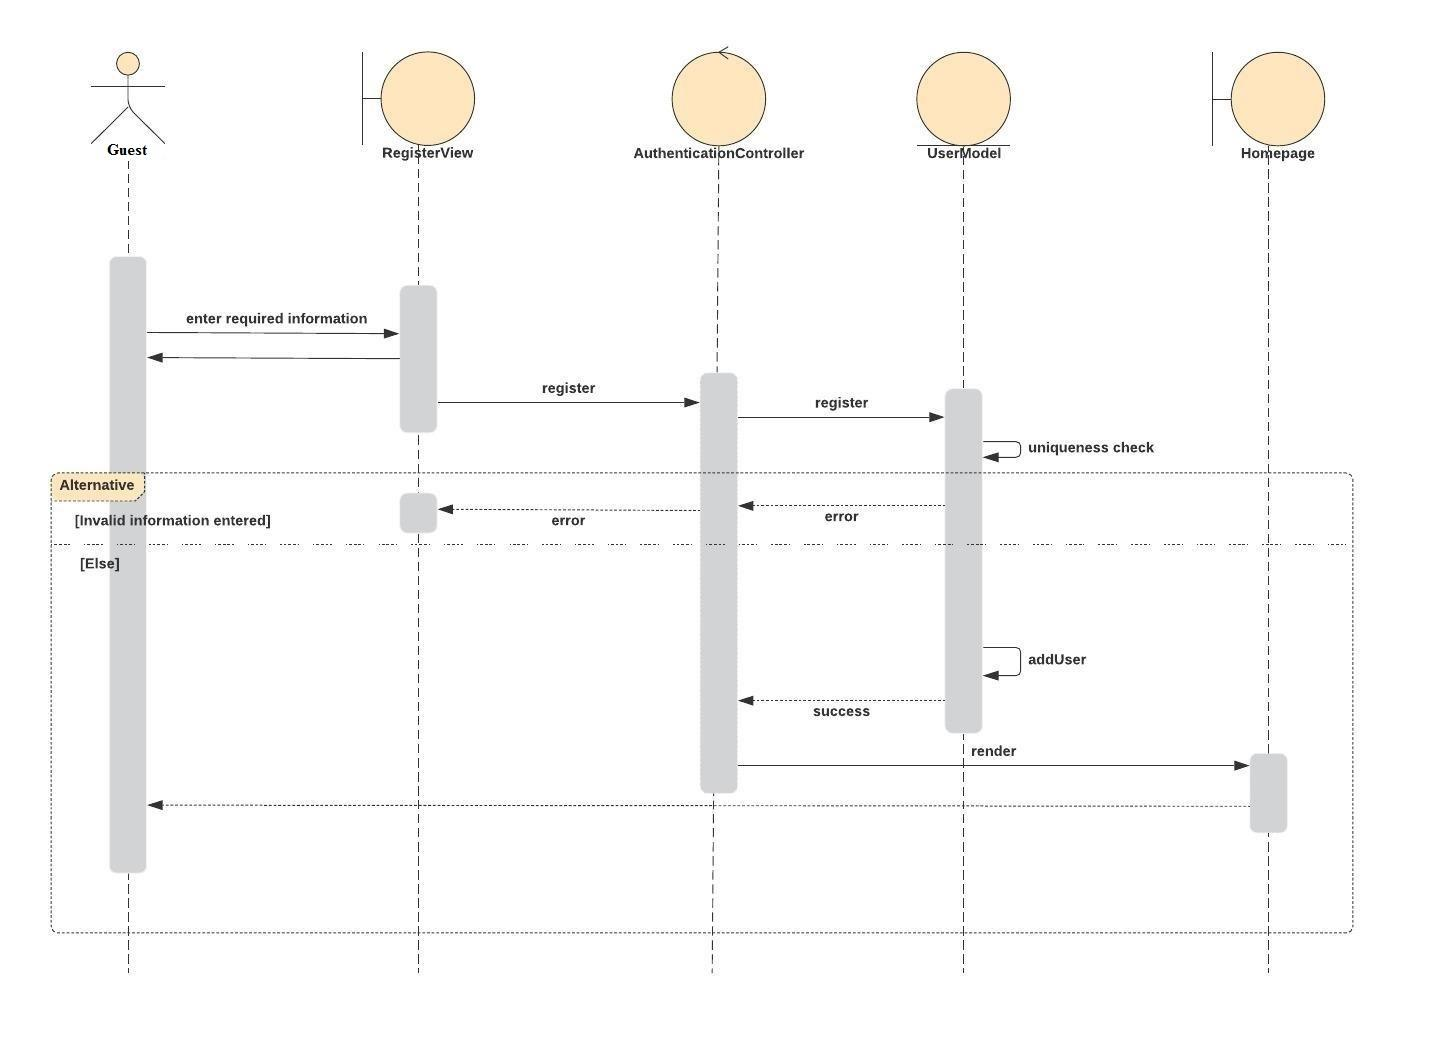 Guest
RegisterView
AuthenticationController
UserModel
Homepage
enter required information
register
register
uniqueness check
Alternative
[Invalid information entered]
error
error
[Else]
addUser
success
render